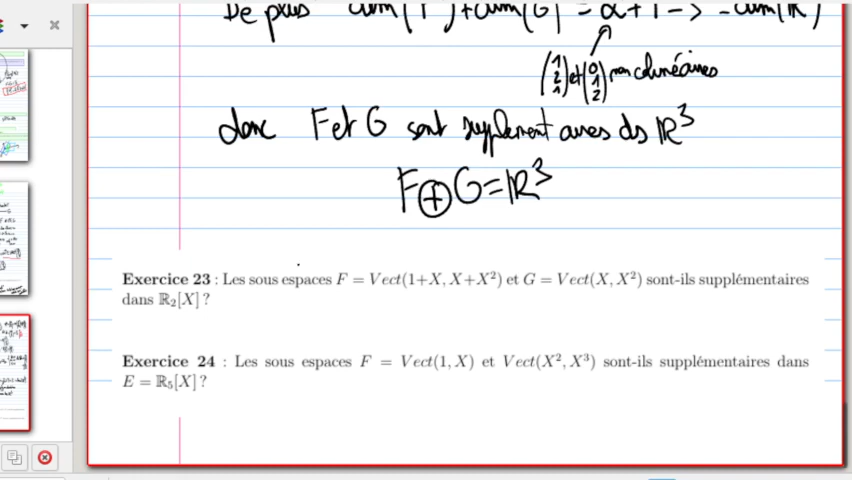 De plus dim(F)+dim(G) = 2+1 = 3 = dim(R³)
(1 2 1) et (0 1 2) non colinéaires
donc F et G sont supplémentaires ds ℝ³
F⊕G=ℝ³
Exercice 23 : Les sous espaces F = Vect(1+X, X+X²) et G = Vect(X, X²) sont-ils supplémentaires
dans ℝ₂[X] ?
Exercice 24 : Les sous espaces F = Vect(1, X) et Vect(X², X³) sont-ils supplémentaires dans
E = ℝ₅[X] ?